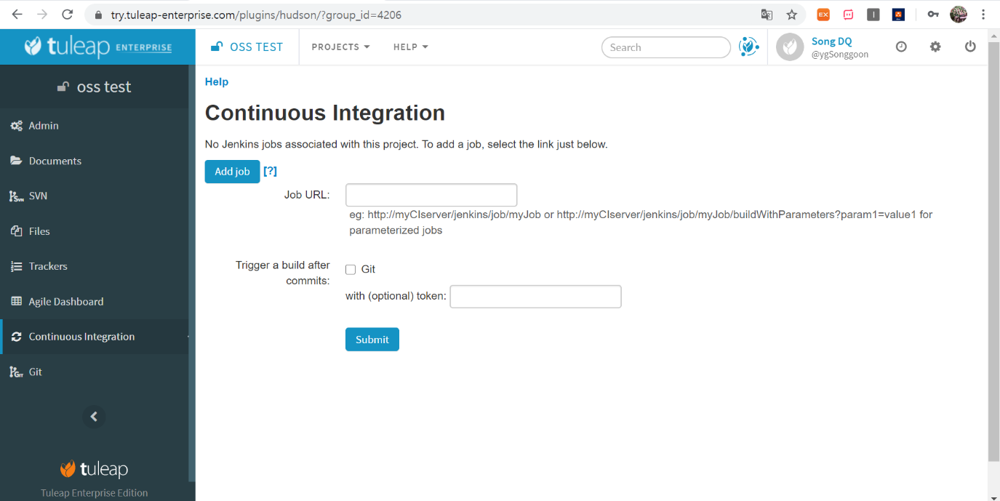 try.tuleap-enterprise.com/plugins/hudson/?group_id=4206
tuleap ENTERPRISE
OSS TEST
PROJECTS
HELP
Search
Song DQ
@ygSonggoon
oss test
Admin
Documents
SVN
Files
Trackers
Agile Dashboard
Continuous Integration
Git
tuleap
Tuleap Enterprise Edition
Help
Continuous Integration
No Jenkins jobs associated with this project. To add a job, select the link just below.
Add job [?]
Job URL:
eg: http://myCIserver/jenkins/job/myJob or http://myCIserver/jenkins/job/myJob/buildWithParameters?param1=value1 for
parameterized jobs
Trigger a build after
commits:
Git
with (optional) token:
Submit